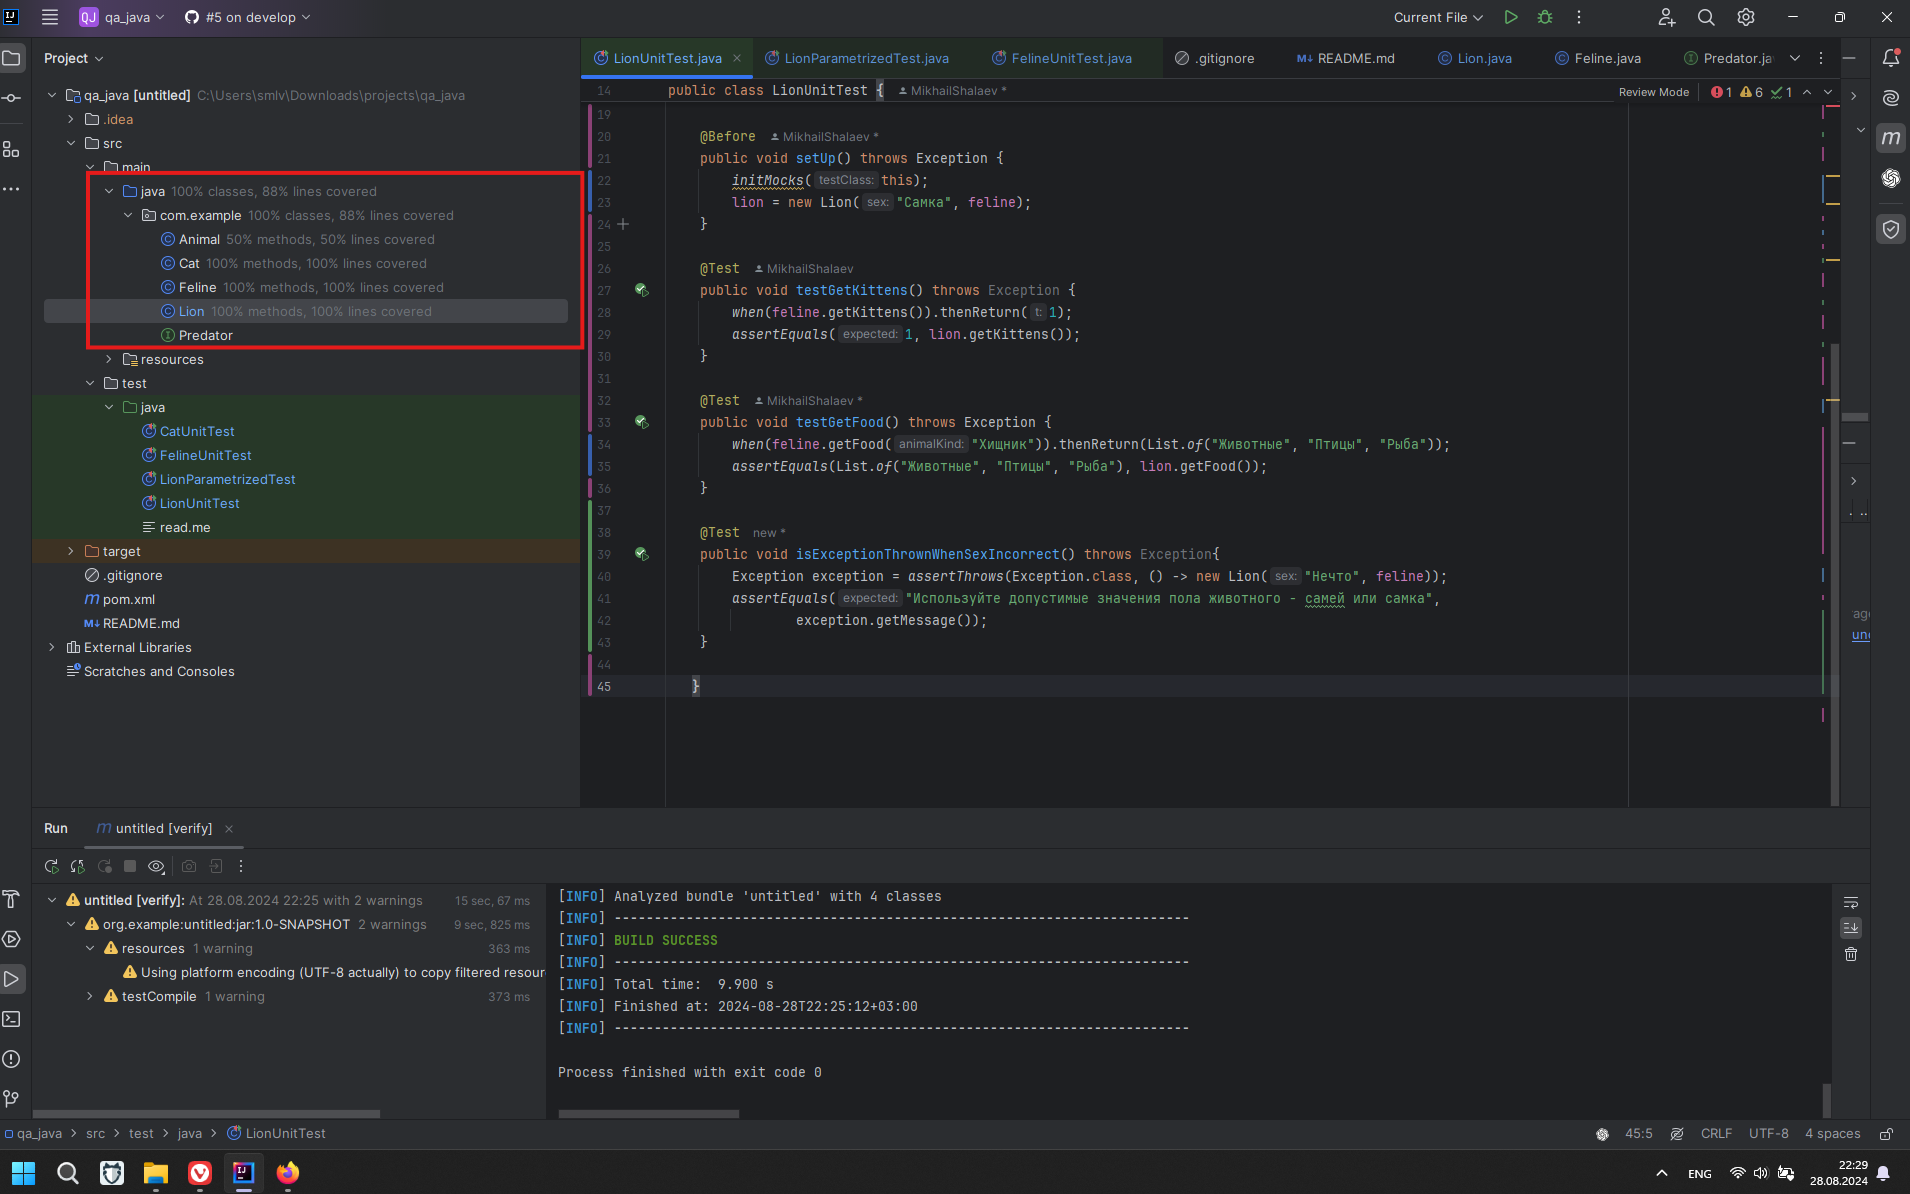 QJ qa_java #5 on develop Current File
Project
LionUnitTest.java LionParametrizedTest.java FelineUnitTest.java .gitignore README.md Lion.java Feline.java Predator.ja
qa_java [untitled] C:\Users\smlv\Downloads\projects\qa_java
.idea
src
main
java 100% classes, 88% lines covered
com.example 100% classes, 88% lines covered
Animal 50% methods, 50% lines covered
Cat 100% methods, 100% lines covered
Feline 100% methods, 100% lines covered
Lion 100% methods, 100% lines covered
Predator
resources
test
java
CatUnitTest
FelineUnitTest
LionParametrizedTest
LionUnitTest
read.me
target
.gitignore
pom.xml
README.md
External Libraries
Scratches and Consoles
14 public class LionUnitTest { MikhailShalaev *
Review Mode 1 6 1
19
20 @Before MikhailShalaev *
21 public void setUp() throws Exception {
22 initMocks( testClass: this);
23 lion = new Lion( sex: "Самка", feline);
24 }
25
26 @Test MikhailShalaev
27 public void testGetKittens() throws Exception {
28 when(feline.getKittens()).thenReturn( t: 1);
29 assertEquals( expected: 1, lion.getKittens());
30 }
31
32 @Test MikhailShalaev *
33 public void testGetFood() throws Exception {
34 when(feline.getFood( animalKind: "Хищник")).thenReturn(List.of("Животные", "Птицы", "Рыба"));
35 assertEquals(List.of("Животные", "Птицы", "Рыба"), lion.getFood());
36 }
37
38 @Test new *
39 public void isExceptionThrownWhenSexIncorrect() throws Exception{
40 Exception exception = assertThrows(Exception.class, () -> new Lion( sex: "Нечто", feline));
41 assertEquals( expected: "Используйте допустимые значения пола животного - самей или самка",
42 exception.getMessage());
43 }
44
45 }
Run untitled [verify]
untitled [verify]: At 28.08.2024 22:25 with 2 warnings 15 sec, 67 ms
org.example:untitled:jar:1.0-SNAPSHOT 2 warnings 9 sec, 825 ms
resources 1 warning 363 ms
Using platform encoding (UTF-8 actually) to copy filtered resour
testCompile 1 warning 373 ms
[INFO] Analyzed bundle 'untitled' with 4 classes
[INFO] ------------------------------------------------------------------------
[INFO] BUILD SUCCESS
[INFO] ------------------------------------------------------------------------
[INFO] Total time:  9.900 s
[INFO] Finished at: 2024-08-28T22:25:12+03:00
[INFO] ------------------------------------------------------------------------
Process finished with exit code 0
qa_java > src > test > java > LionUnitTest
45:5 CRLF UTF-8 4 spaces
ENG 22:29
28.08.2024